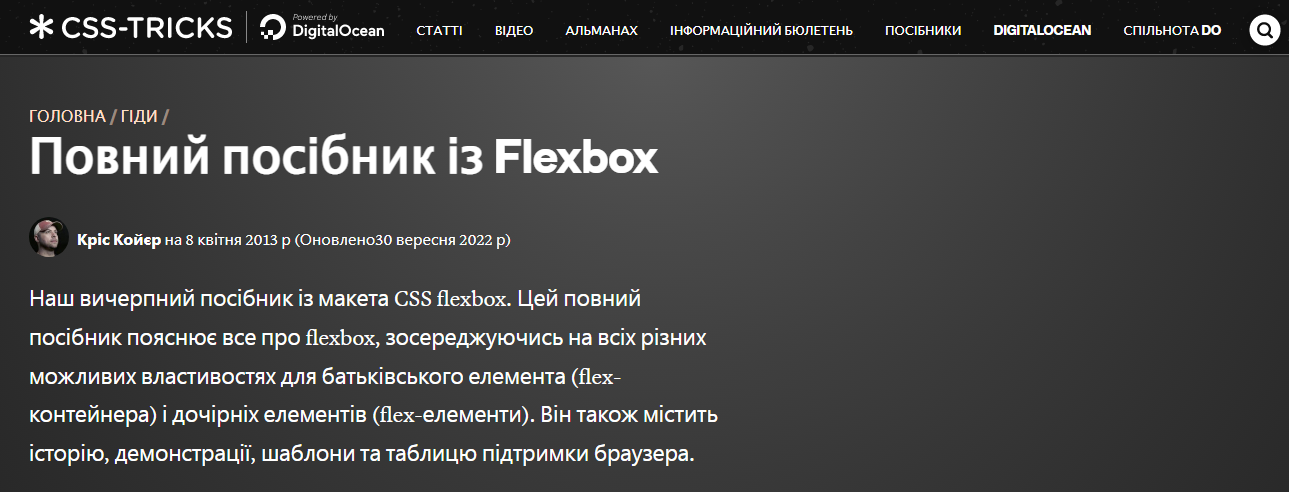 CSS-TRICKS Powered by DigitalOcean СТАТТІ ВІДЕО АЛЬМАНАХ ІНФОРМАЦІЙНИЙ БЮЛЕТЕНЬ ПОСІБНИКИ DIGITALOCEAN СПІЛЬНОТА DO
ГОЛОВНА / ГІДИ /
Повний посібник із Flexbox
Кріс Койєр на 8 квітня 2013 р (Оновлено30 вересня 2022 р)
Наш вичерпний посібник із макета CSS flexbox. Цей повний
посібник пояснює все про flexbox, зосереджуючись на всіх різних
можливих властивостях для батьківського елемента (flex-
контейнера) і дочірніх елементів (flex-елементи). Він також містить
історію, демонстрації, шаблони та таблицю підтримки браузера.